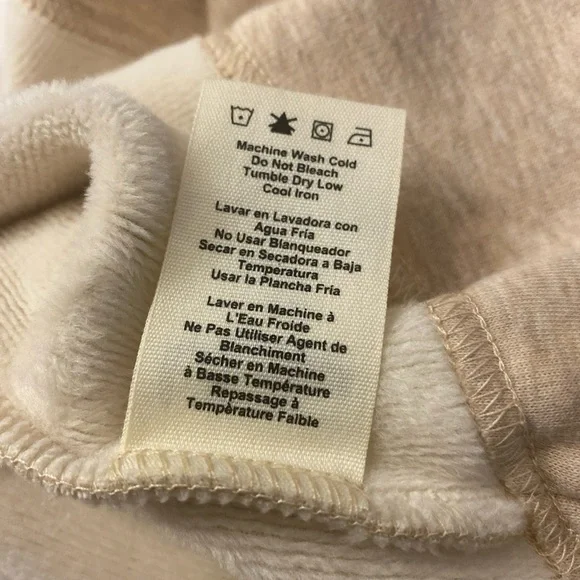 Machine Wash Cold
Do Not Bleach
Tumble Dry Low
Cool Iron
Lavar en Lavadora con
Agua Fría
No Usar Blanqueador
Secar en Secadora a Baja
Temperatura
Usar la Plancha Fria
Laver en Machine à
L'Eau Froide
Ne Pas Utiliser Agent de
Blanchiment
Sécher en Machine
à Basse Température
Repassage à
Température Faible